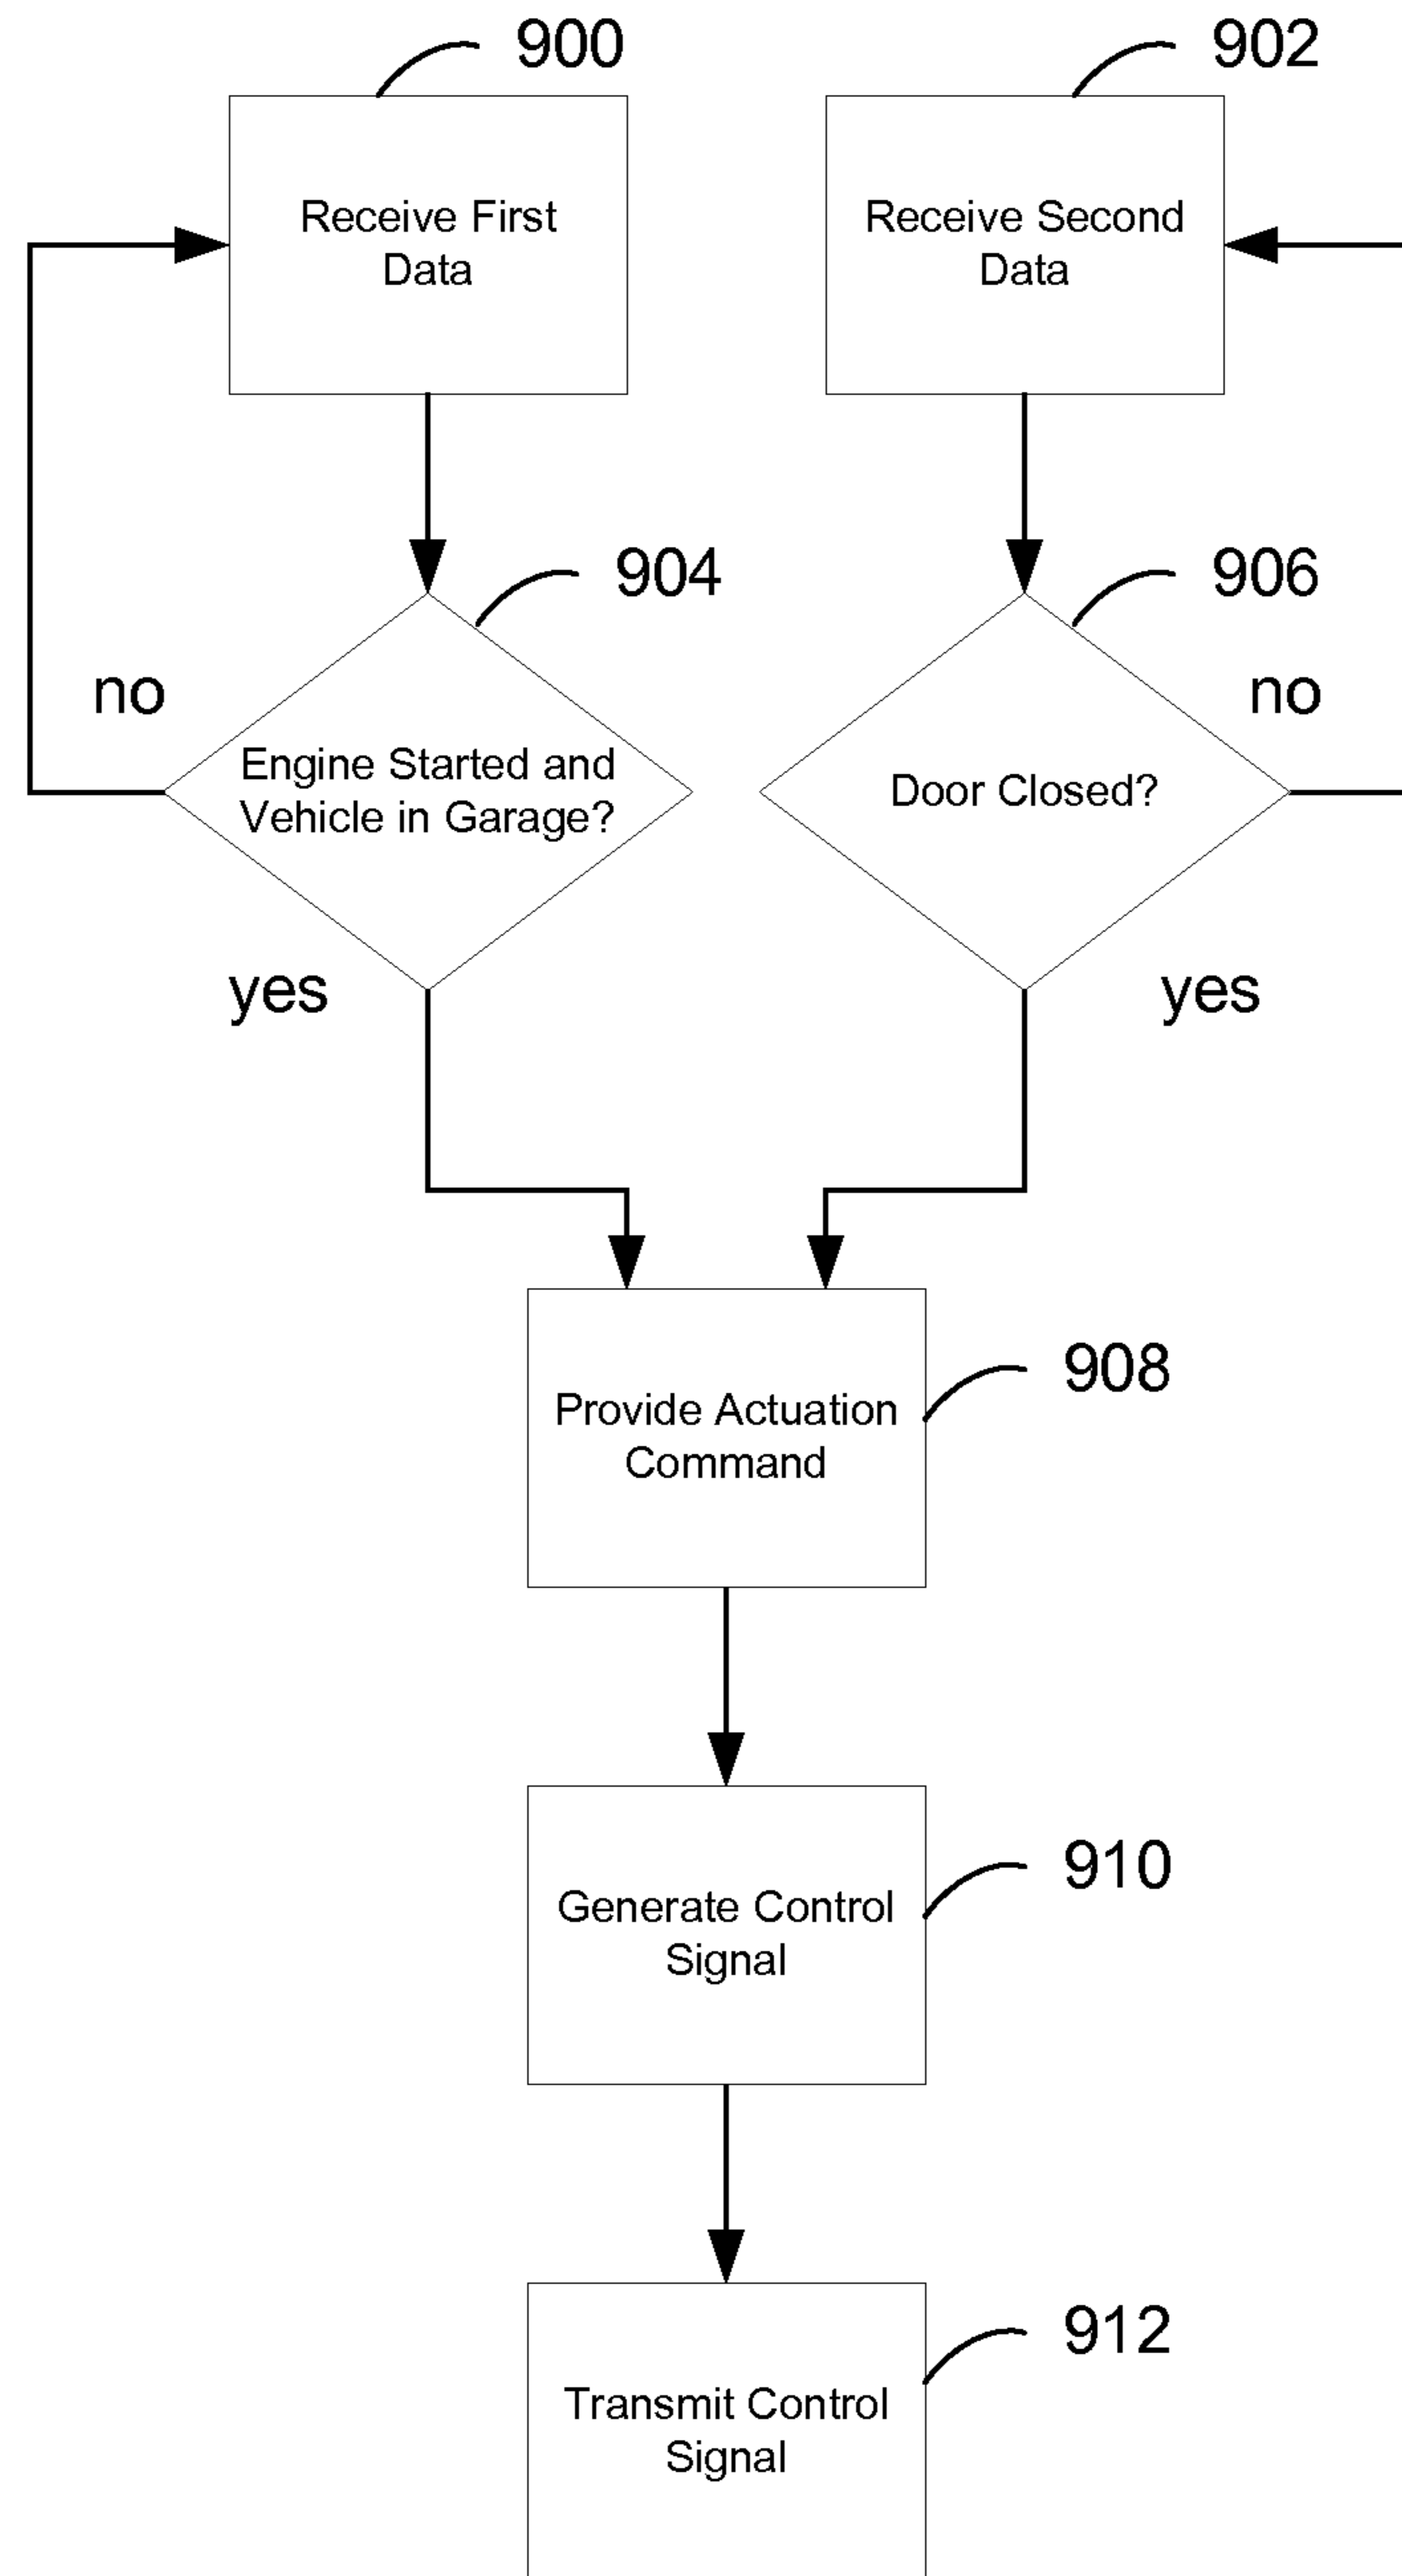 900
902
Receive First
Data
Receive Second
Data
904
906
no
no
Engine Started and
Vehicle in Garage?
Door Closed?
yes
yes
908
Provide Actuation
Command
910
Generate Control
Signal
912
Transmit Control
Signal